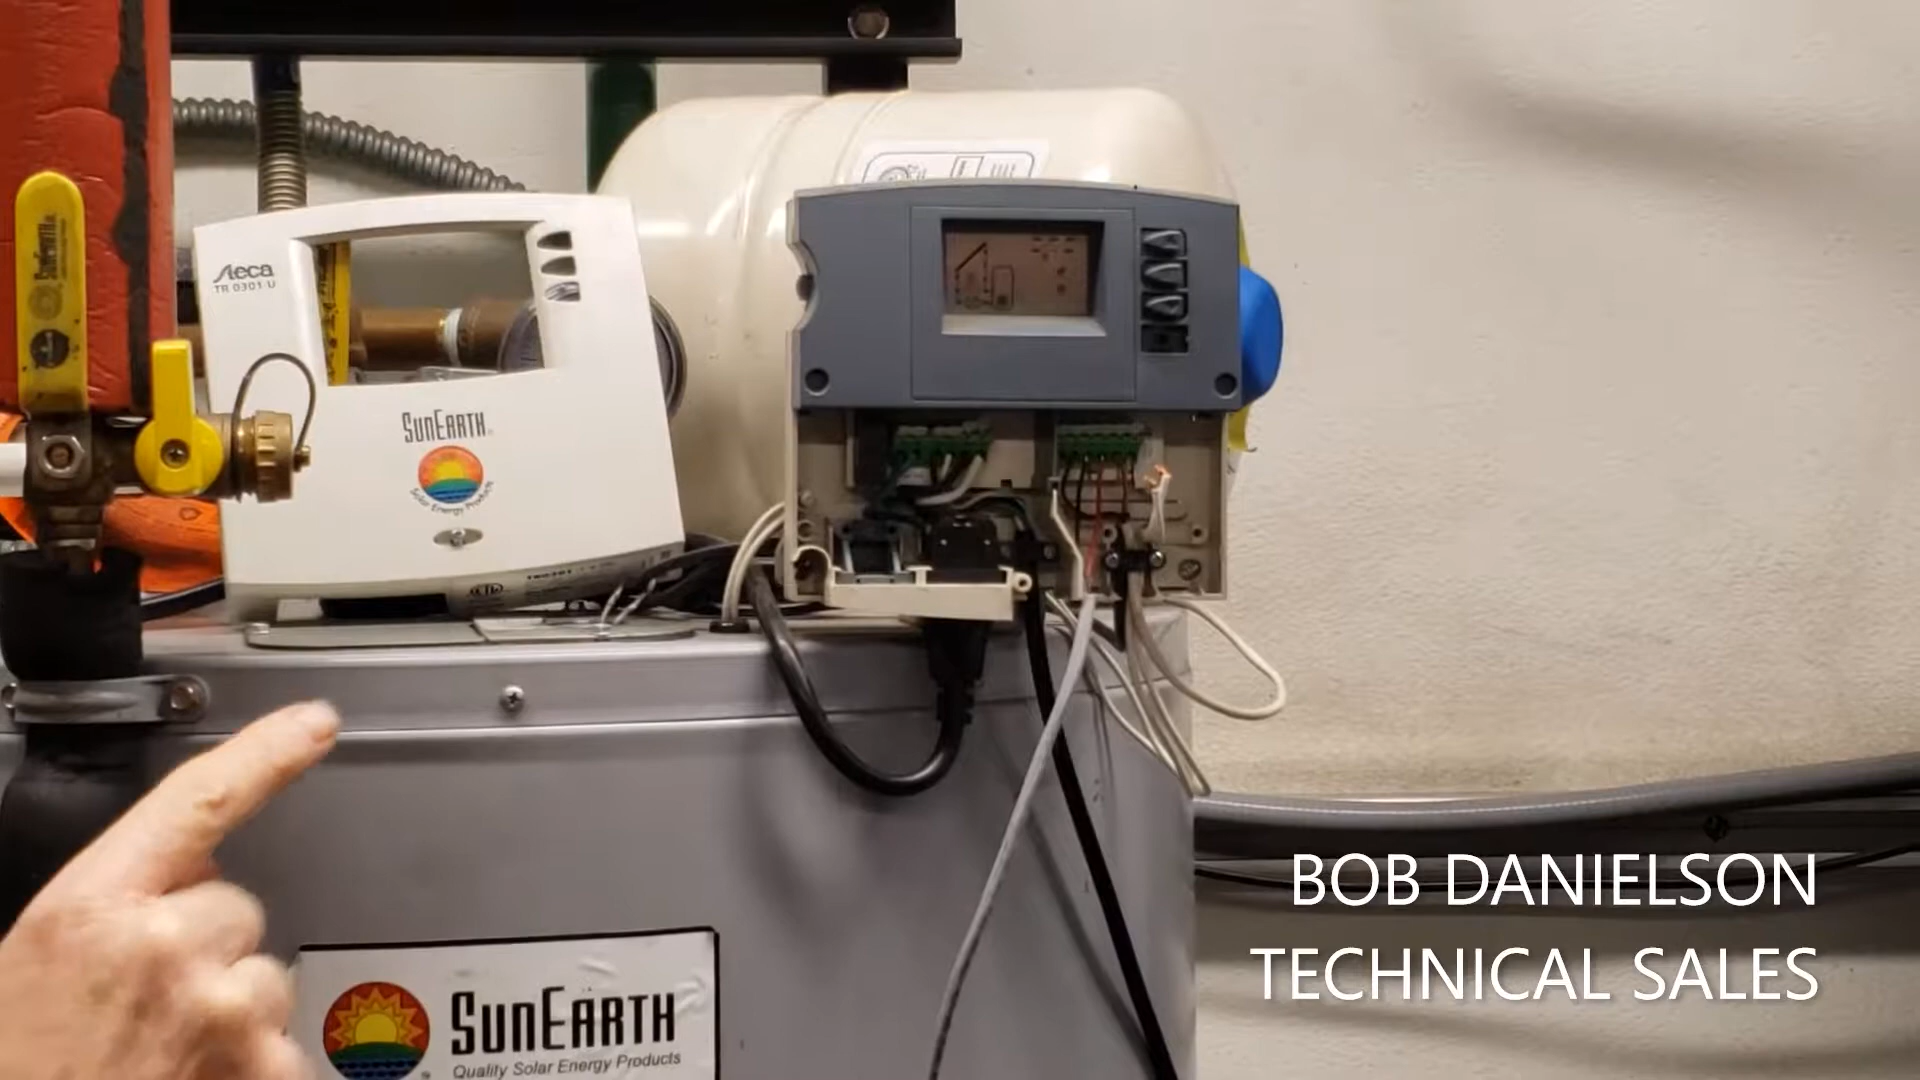 Steca
TR 0301 U
SUNEARTH
Solar Energy Products
SUNEARTH
Quality Solar Energy Products
BOB DANIELSON
TECHNICAL SALES